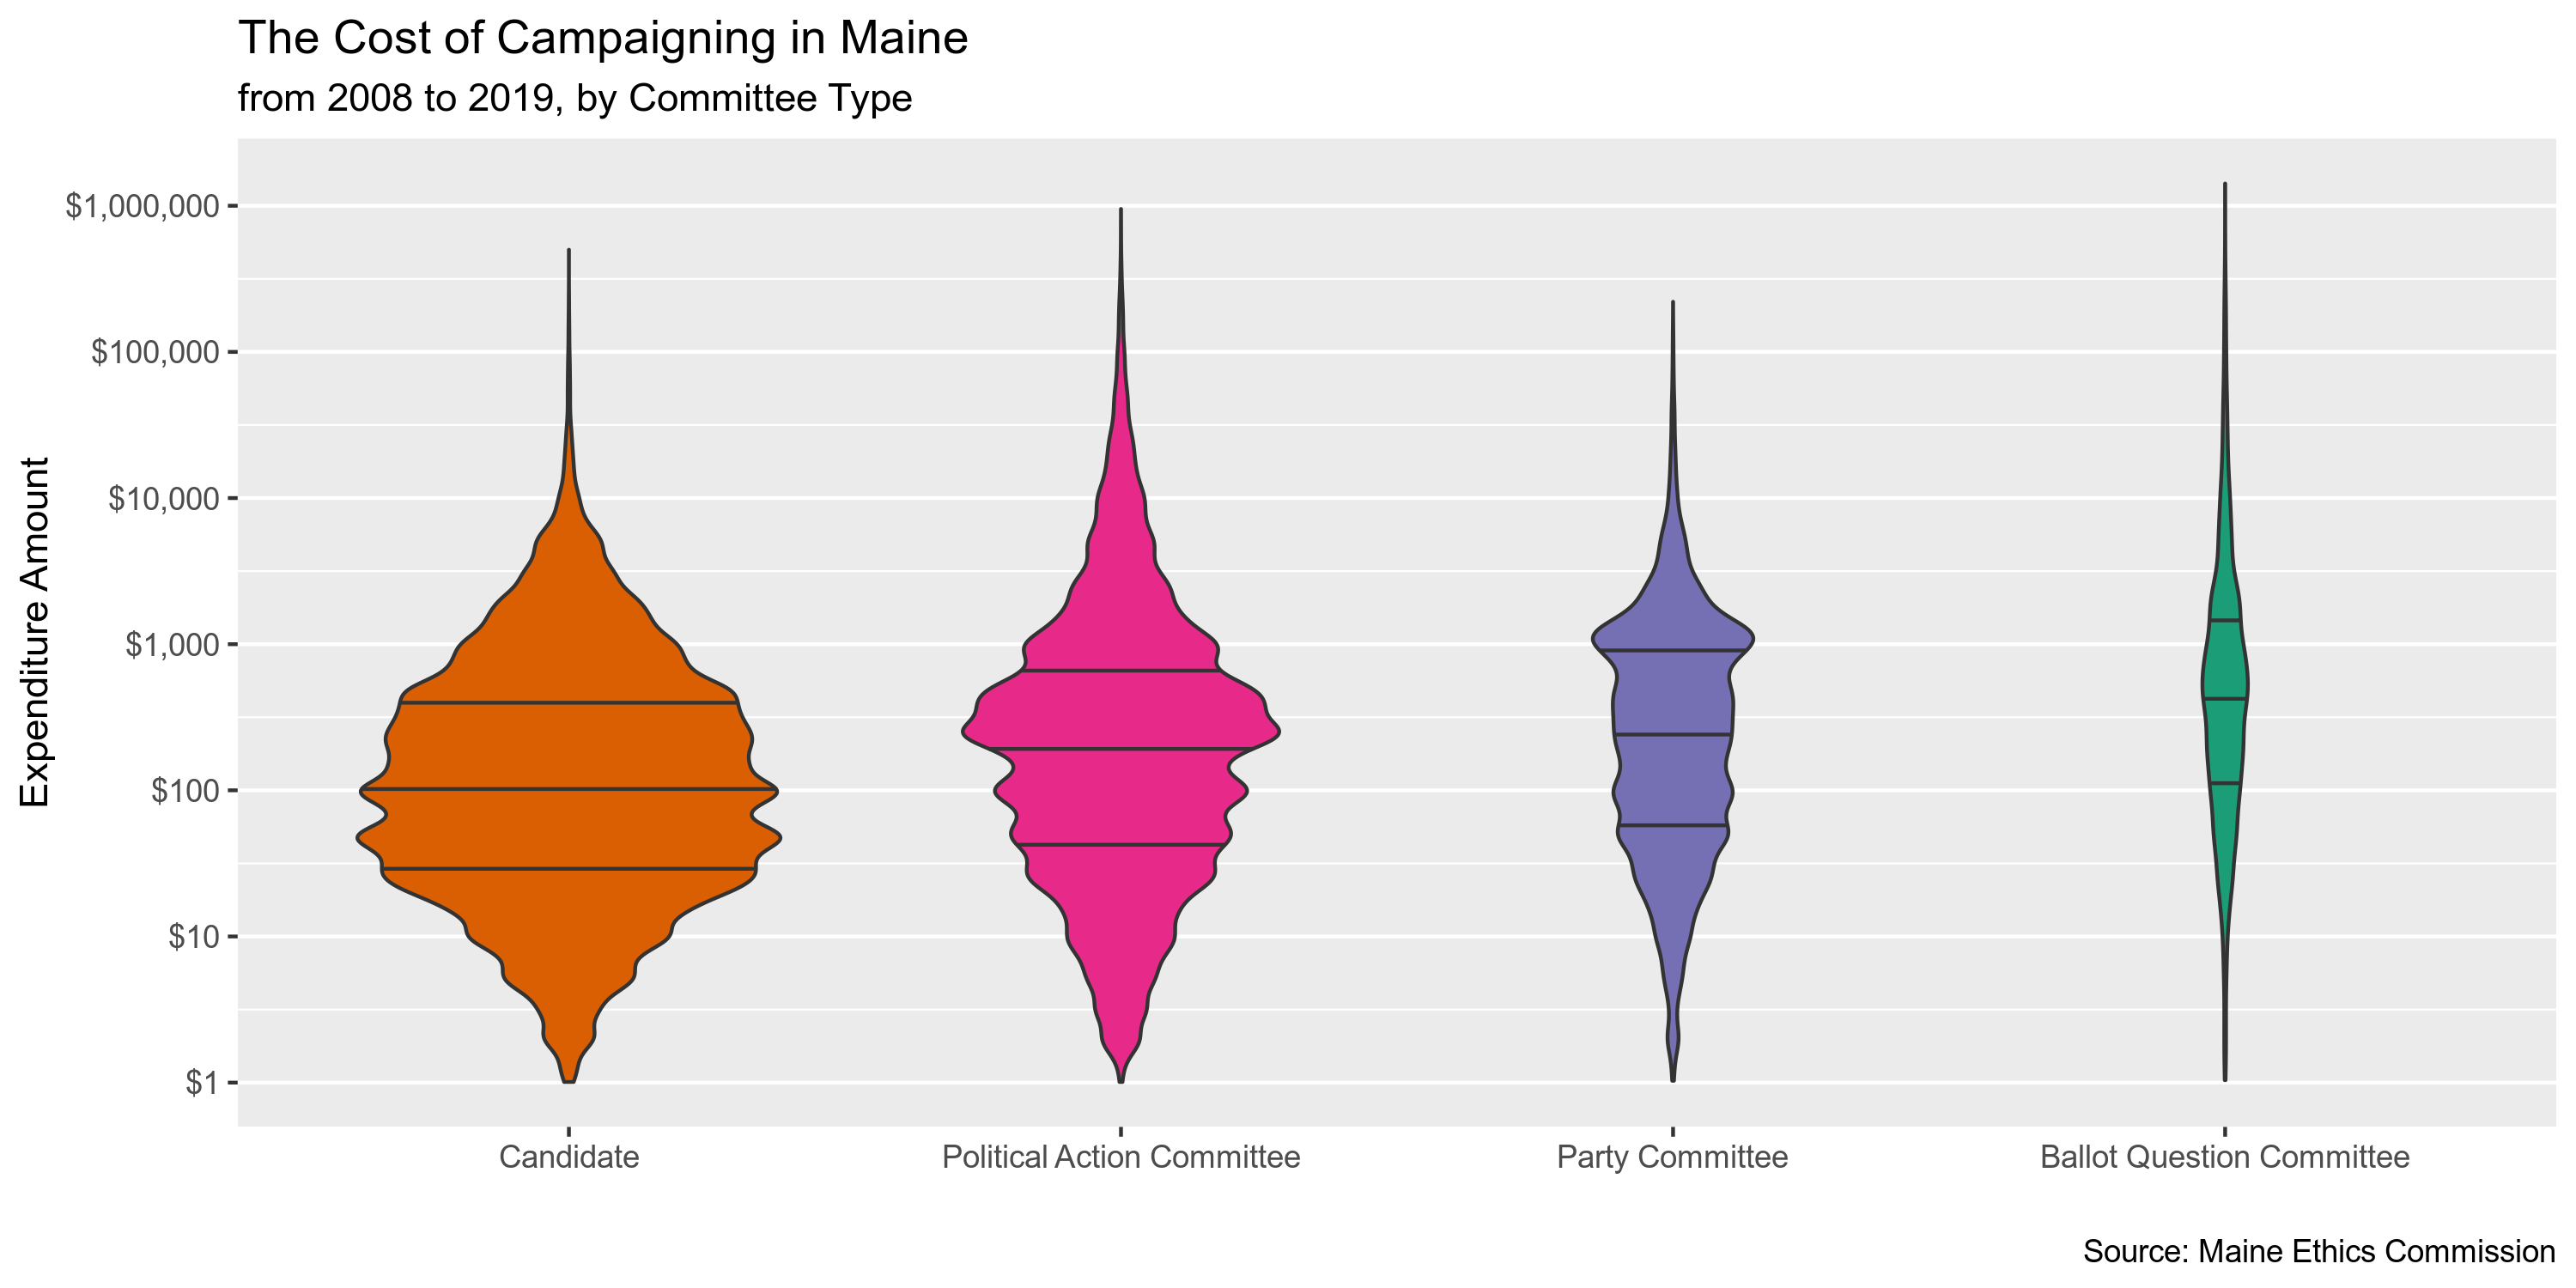 The Cost of Campaigning in Maine
from 2008 to 2019, by Committee Type
Expenditure Amount
$1,000,000
$100,000
$10,000
$1,000
$100
$10
$1
Candidate
Political Action Committee
Party Committee
Ballot Question Committee
Source: Maine Ethics Commission